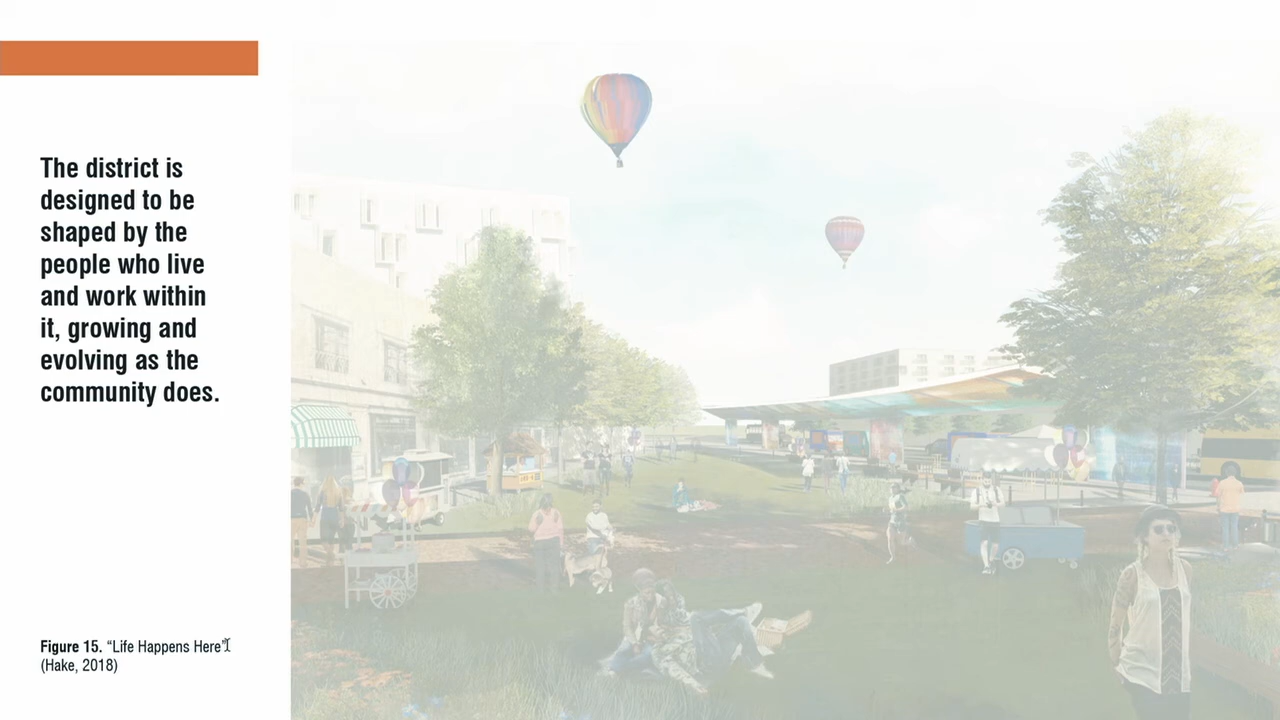 The district is
designed to be
shaped by the
people who live
and work within
it, growing and
evolving as the
community does.
Figure 15. “Life Happens Here”
(Hake, 2018)